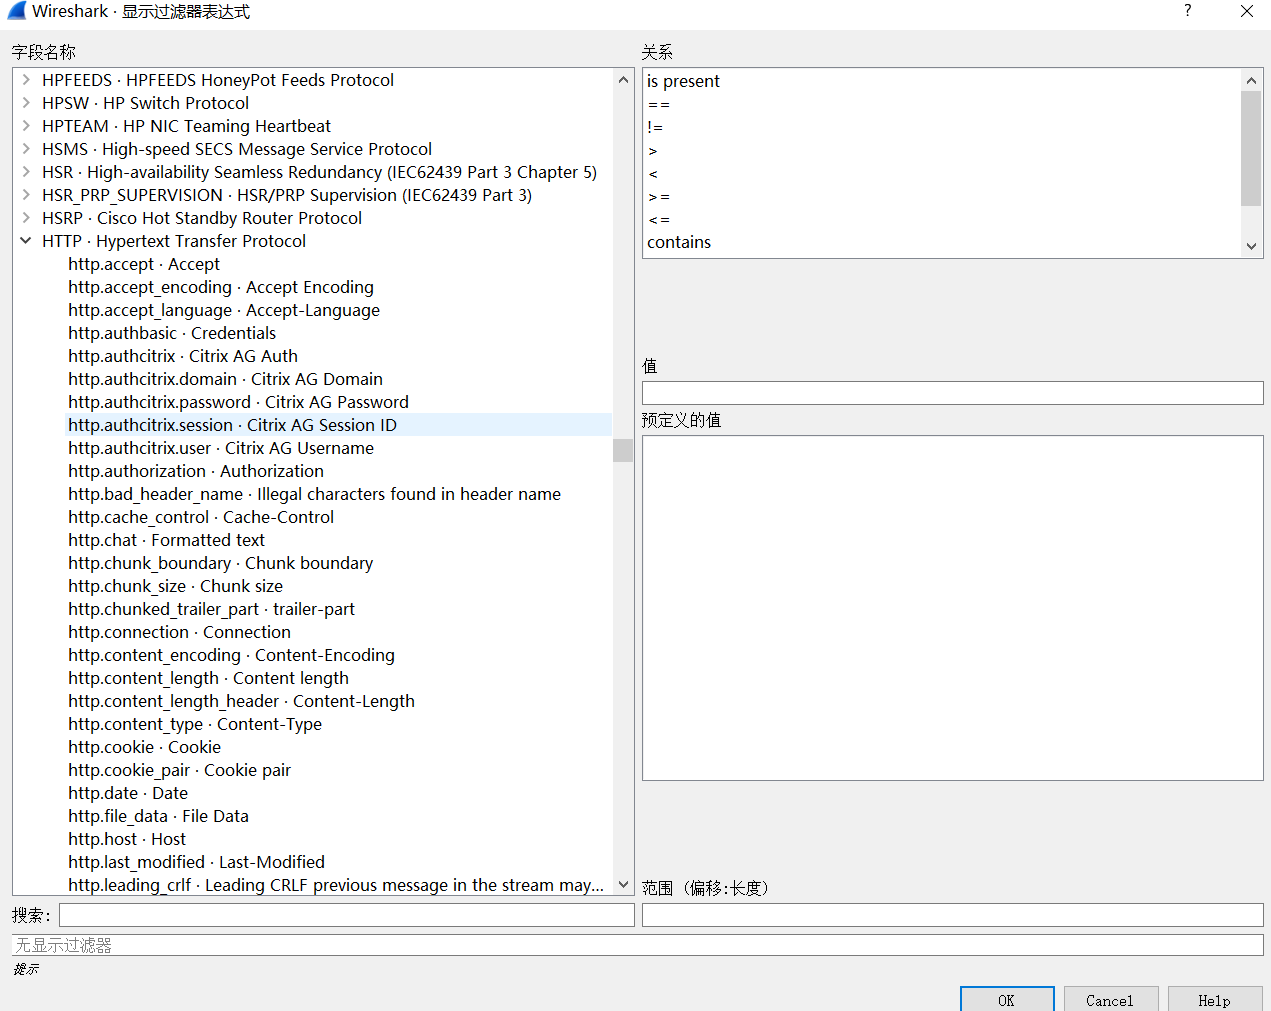 Wireshark · 显示过滤器表达式
?
字段名称
HPFEEDS · HPFEEDS HoneyPot Feeds Protocol
HPSW · HP Switch Protocol
HPTEAM · HP NIC Teaming Heartbeat
HSMS · High-speed SECS Message Service Protocol
HSR · High-availability Seamless Redundancy (IEC62439 Part 3 Chapter 5)
HSR_PRP_SUPERVISION · HSR/PRP Supervision (IEC62439 Part 3)
HSRP · Cisco Hot Standby Router Protocol
HTTP · Hypertext Transfer Protocol
http.accept · Accept
http.accept_encoding · Accept Encoding
http.accept_language · Accept-Language
http.authbasic · Credentials
http.authcitrix · Citrix AG Auth
http.authcitrix.domain · Citrix AG Domain
http.authcitrix.password · Citrix AG Password
http.authcitrix.session · Citrix AG Session ID
http.authcitrix.user · Citrix AG Username
http.authorization · Authorization
http.bad_header_name · Illegal characters found in header name
http.cache_control · Cache-Control
http.chat · Formatted text
http.chunk_boundary · Chunk boundary
http.chunk_size · Chunk size
http.chunked_trailer_part · trailer-part
http.connection · Connection
http.content_encoding · Content-Encoding
http.content_length · Content length
http.content_length_header · Content-Length
http.content_type · Content-Type
http.cookie · Cookie
http.cookie_pair · Cookie pair
http.date · Date
http.file_data · File Data
http.host · Host
http.last_modified · Last-Modified
http.leading_crlf · Leading CRLF previous message in the stream may...
搜索:
关系
is present
==
!=
>
<
>=
<=
contains
值
预定义的值
范围 (偏移:长度)
无显示过滤器
提示
OK
Cancel
Help